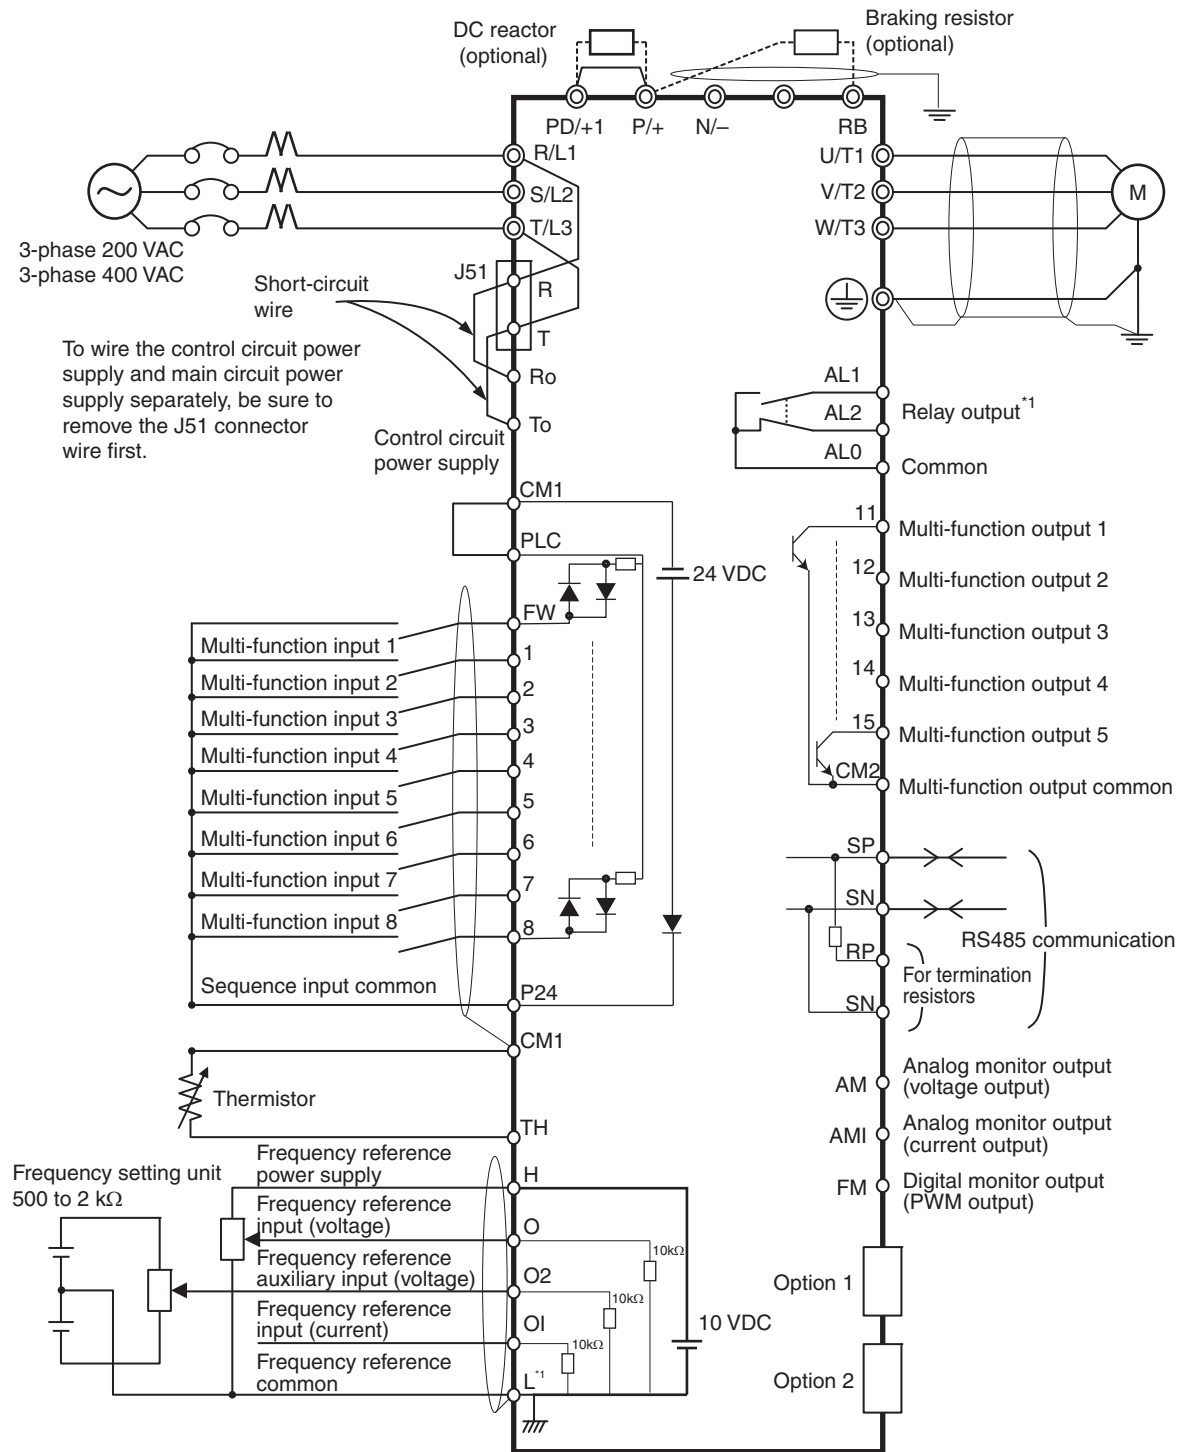 DC reactor
(optional)
Braking resistor
(optional)
PD/+1
P/+
N/–
RB
R/L1
S/L2
T/L3
U/T1
V/T2
W/T3
M
3-phase 200 VAC
3-phase 400 VAC
J51
R
T
Short-circuit
wire
To wire the control circuit power
supply and main circuit power
supply separately, be sure to
remove the J51 connector
wire first.
Ro
To
Control circuit
power supply
AL1
AL2
AL0
Relay output*1
Common
CM1
PLC
24 VDC
FW
Multi-function input 1
1
Multi-function input 2
2
Multi-function input 3
3
Multi-function input 4
4
Multi-function input 5
5
Multi-function input 6
6
Multi-function input 7
7
Multi-function input 8
8
Sequence input common
P24
CM1
Thermistor
TH
11
Multi-function output 1
12
Multi-function output 2
13
Multi-function output 3
14
Multi-function output 4
15
Multi-function output 5
CM2
Multi-function output common
SP
SN
RS485 communication
RP
For termination
resistors
SN
AM
Analog monitor output
(voltage output)
AMI
Analog monitor output
(current output)
FM
Digital monitor output
(PWM output)
Frequency setting unit
500 to 2 kΩ
Frequency reference
power supply
H
Frequency reference
input (voltage)
O
10kΩ
Frequency reference
auxiliary input (voltage)
O2
10kΩ
Frequency reference
input (current)
OI
10kΩ
10 VDC
Frequency reference
common
L*1
Option 1
Option 2